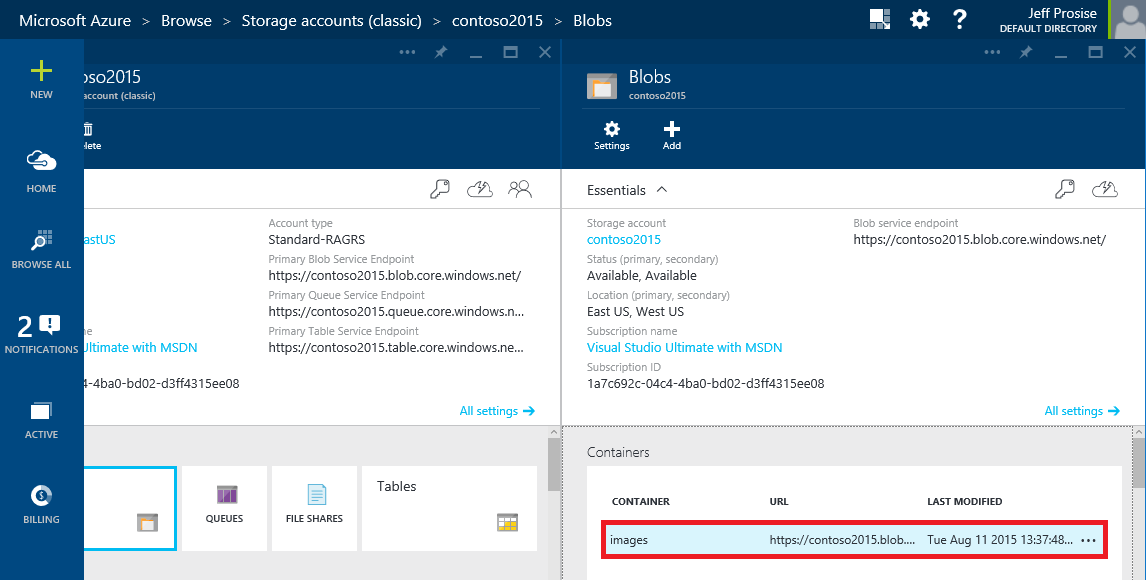 Microsoft Azure > Browse > Storage accounts (classic) > contoso2015 > Blobs
Jeff Prosise
DEFAULT DIRECTORY
NEW
HOME
BROWSE ALL
2
NOTIFICATIONS
ACTIVE
BILLING
oso2015
account (classic)
lete
astUS
ne
Ultimate with MSDN
4-4ba0-bd02-d3ff4315ee08
Account type
Standard-RAGRS
Primary Blob Service Endpoint
https://contoso2015.blob.core.windows.net/
Primary Queue Service Endpoint
https://contoso2015.queue.core.windows.n...
Primary Table Service Endpoint
https://contoso2015.table.core.windows.ne...
All settings →
QUEUES
FILE SHARES
Tables
Blobs
contoso2015
Settings
Add
Essentials
Storage account
contoso2015
Status (primary, secondary)
Available, Available
Location (primary, secondary)
East US, West US
Subscription name
Visual Studio Ultimate with MSDN
Subscription ID
1a7c692c-04c4-4ba0-bd02-d3ff4315ee08
Blob service endpoint
https://contoso2015.blob.core.windows.net/
All settings →
Containers
CONTAINER URL LAST MODIFIED
images https://contoso2015.blob.... Tue Aug 11 2015 13:37:48... ...